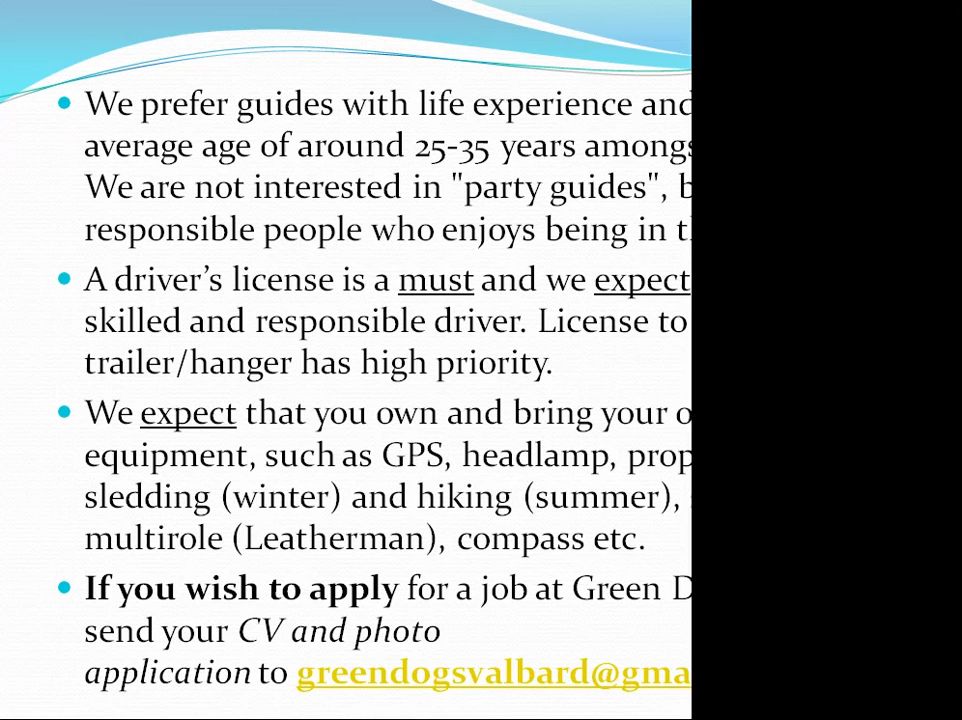 We prefer guides with life experience and
average age of around 25-35 years amongs
We are not interested in "party guides", b
responsible people who enjoys being in t
A driver's license is a must and we expect
skilled and responsible driver. License to
trailer/hanger has high priority.
We expect that you own and bring your o
equipment, such as GPS, headlamp, prop
sledding (winter) and hiking (summer),
multirole (Leatherman), compass etc.
If you wish to apply for a job at Green D
send your CV and photo
application to greendogsvalbard@gma